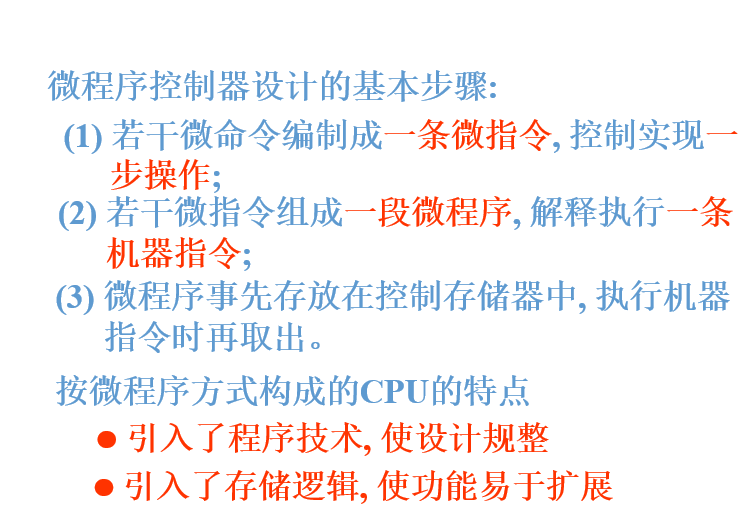 微程序控制器设计的基本步骤:
(1) 若干微命令编制成一条微指令, 控制实现一
步操作;
(2) 若干微指令组成一段微程序, 解释执行一条
机器指令;
(3) 微程序事先存放在控制存储器中, 执行机器
指令时再取出。
按微程序方式构成的CPU的特点
● 引入了程序技术, 使设计规整
● 引入了存储逻辑, 使功能易于扩展